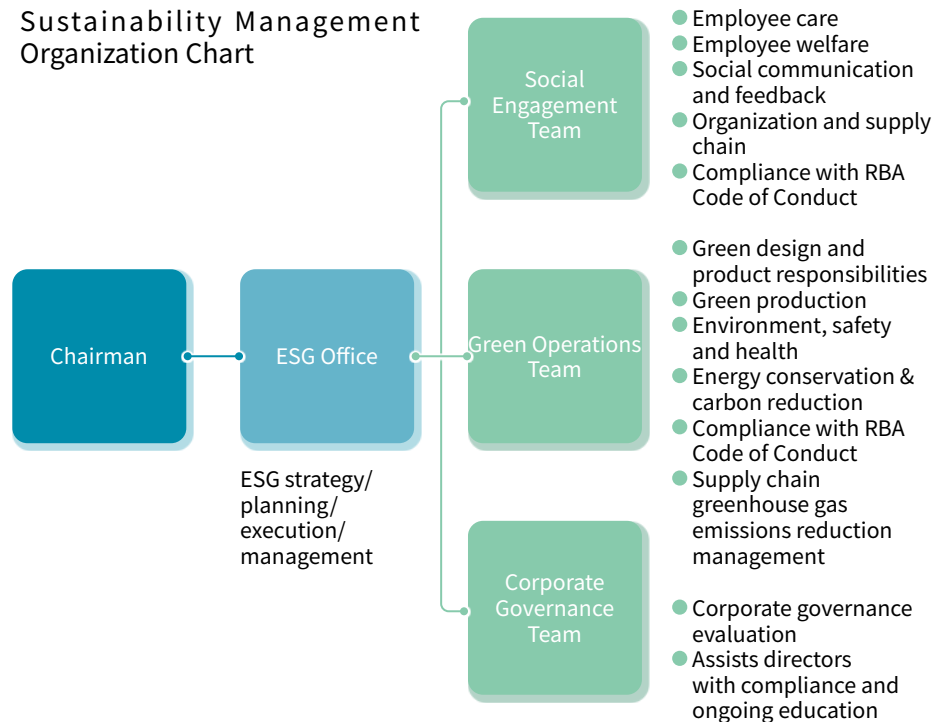 Sustainability Management
Organization Chart
Chairman
ESG Office
ESG strategy/
planning/
execution/
management
Social
Engagement
Team
Employee care
Employee welfare
Social communication
and feedback
Organization and supply
chain
Compliance with RBA
Code of Conduct
Green Operations
Team
Green design and
product responsibilities
Green production
Environment, safety
and health
Energy conservation &
carbon reduction
Compliance with RBA
Code of Conduct
Supply chain
greenhouse gas
emissions reduction
management
Corporate
Governance
Team
Corporate governance
evaluation
Assists directors
with compliance and
ongoing education